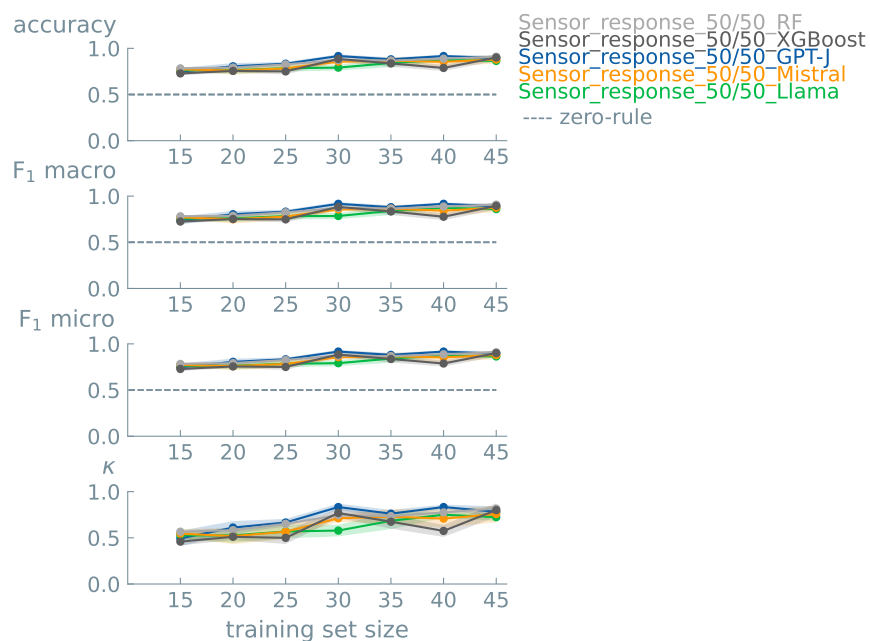 accuracy
1.0
0.5
0.0
15 20 25 30 35 40 45
Sensor_response_50/50_RF
Sensor_response_50/50_XGBoost
Sensor_response_50/50_GPT-J
Sensor_response_50/50_Mistral
Sensor_response_50/50_Llama
---- zero-rule
F₁ macro
1.0
0.5
0.0
15 20 25 30 35 40 45
F₁ micro
1.0
0.5
0.0
15 20 25 30 35 40 45
κ
1.0
0.5
0.0
15 20 25 30 35 40 45
training set size